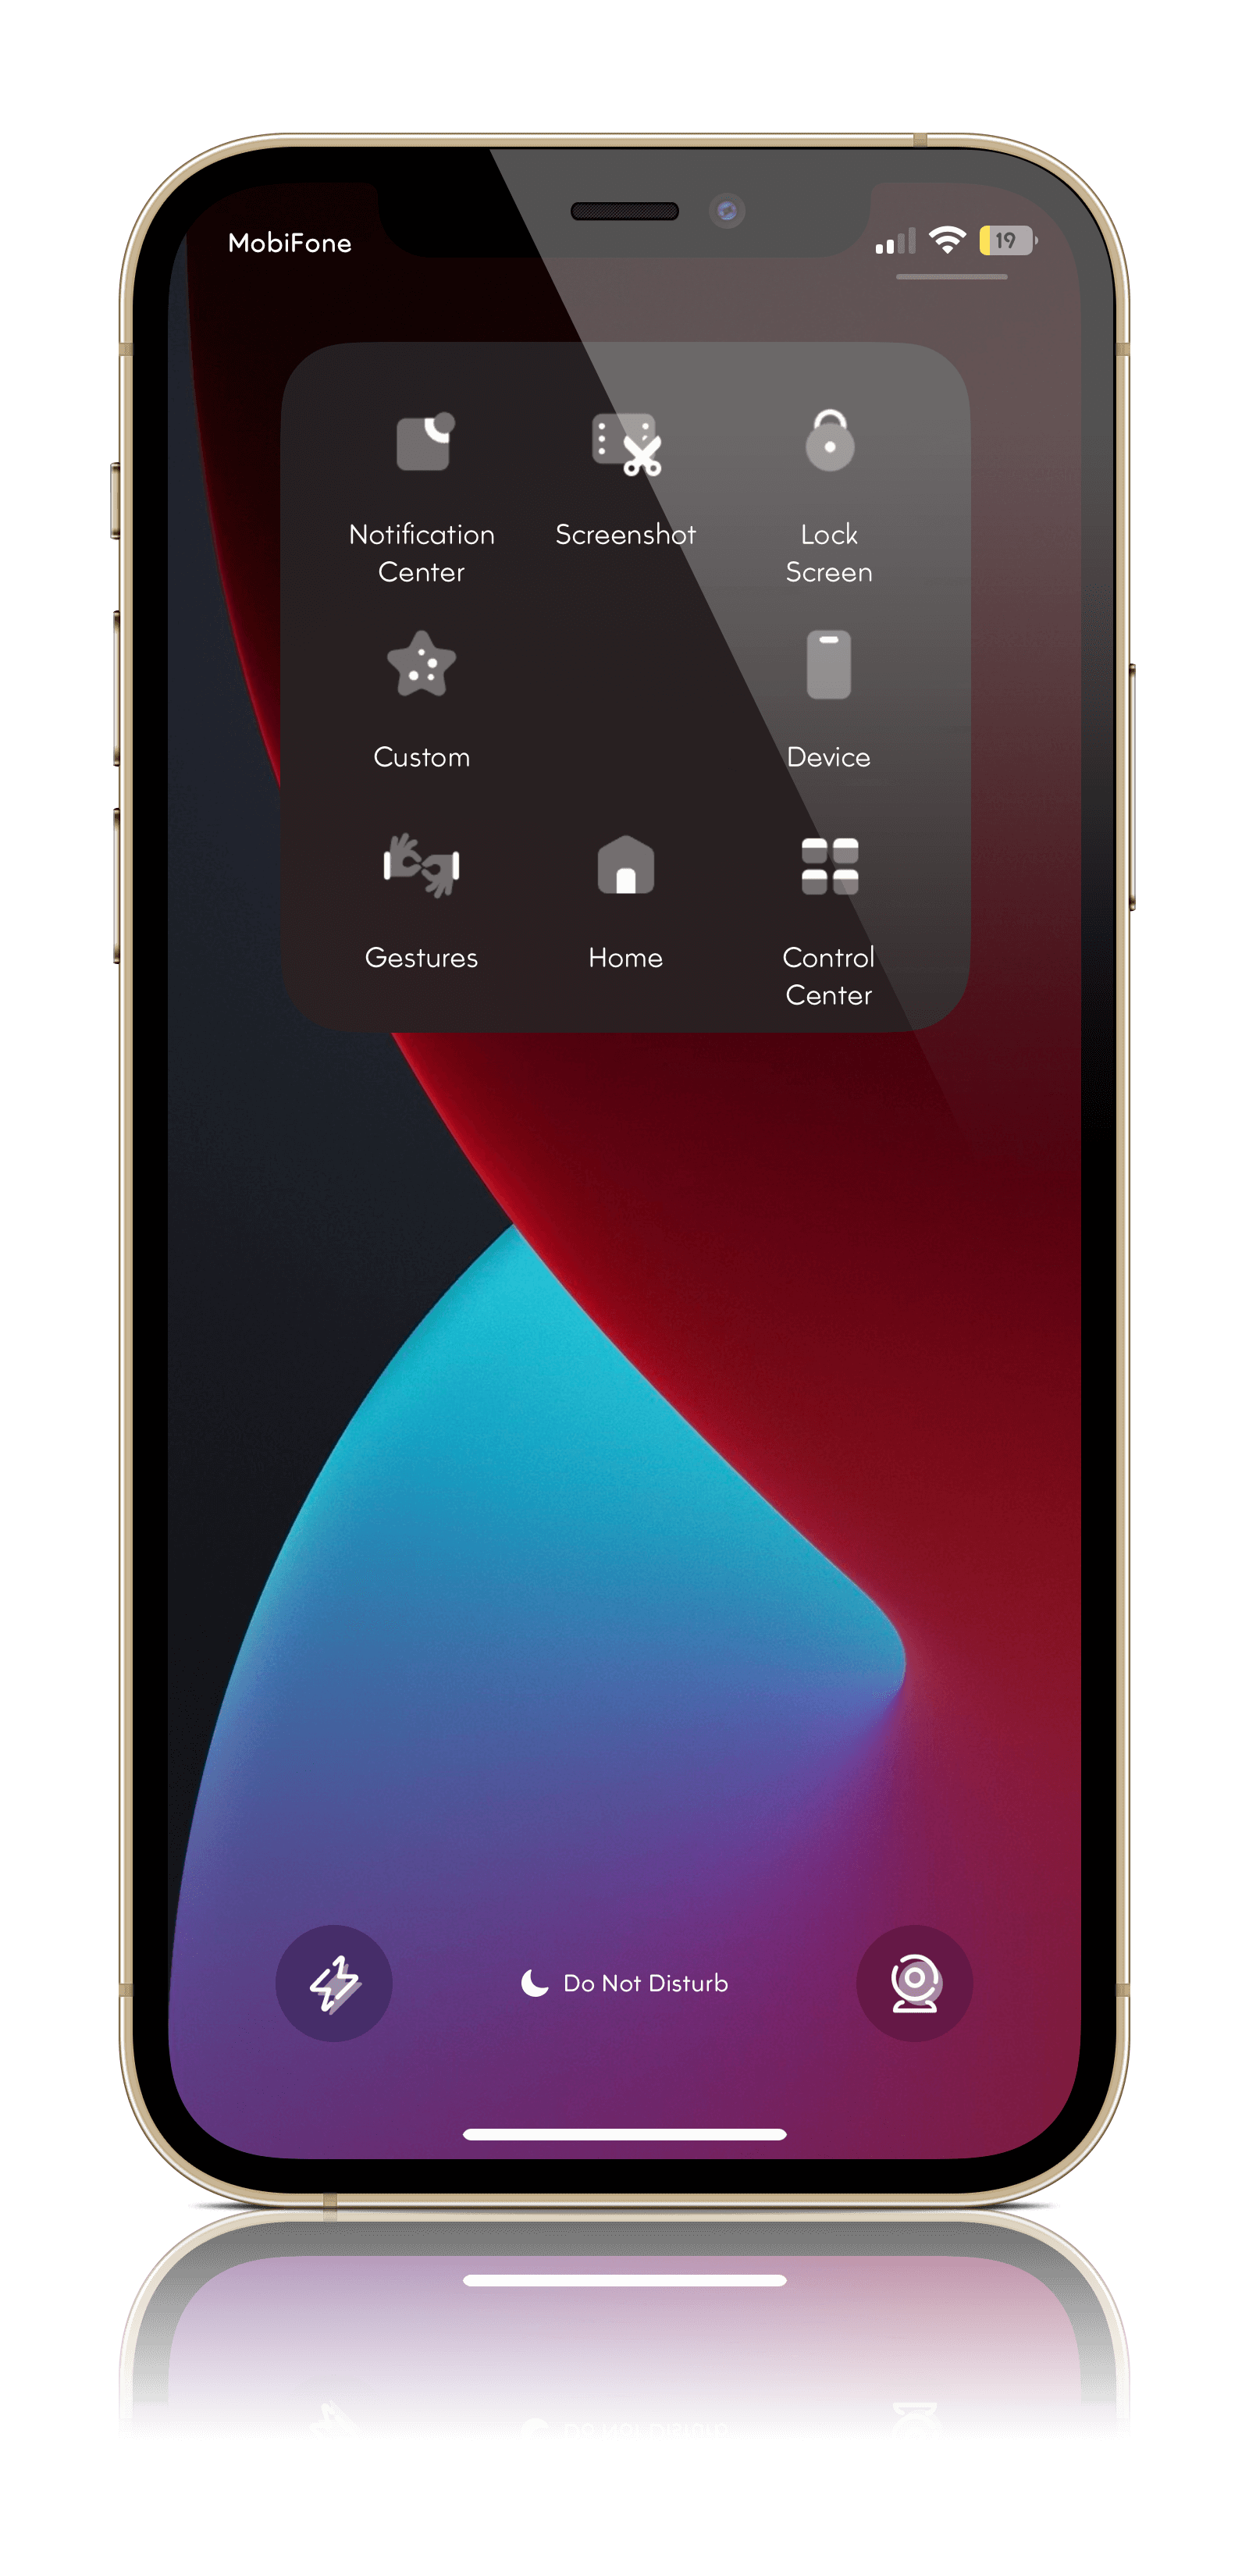 MobiFone
19
Notification
Center
Screenshot
Lock
Screen
Custom
Device
Gestures
Home
Control
Center
Do Not Disturb